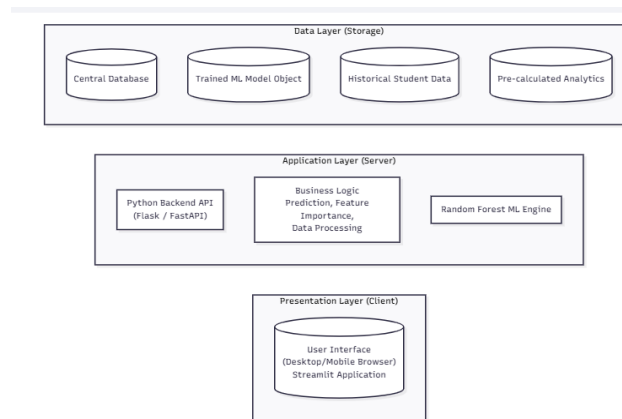 Data Layer (Storage)
Central Database
Trained ML Model Object
Historical Student Data
Pre-calculated Analytics
Application Layer (Server)
Python Backend API
(Flask / FastAPI)
Business Logic
Prediction, Feature
Importance,
Data Processing
Random Forest ML Engine
Presentation Layer (Client)
User Interface
(Desktop/Mobile Browser)
Streamlit Application